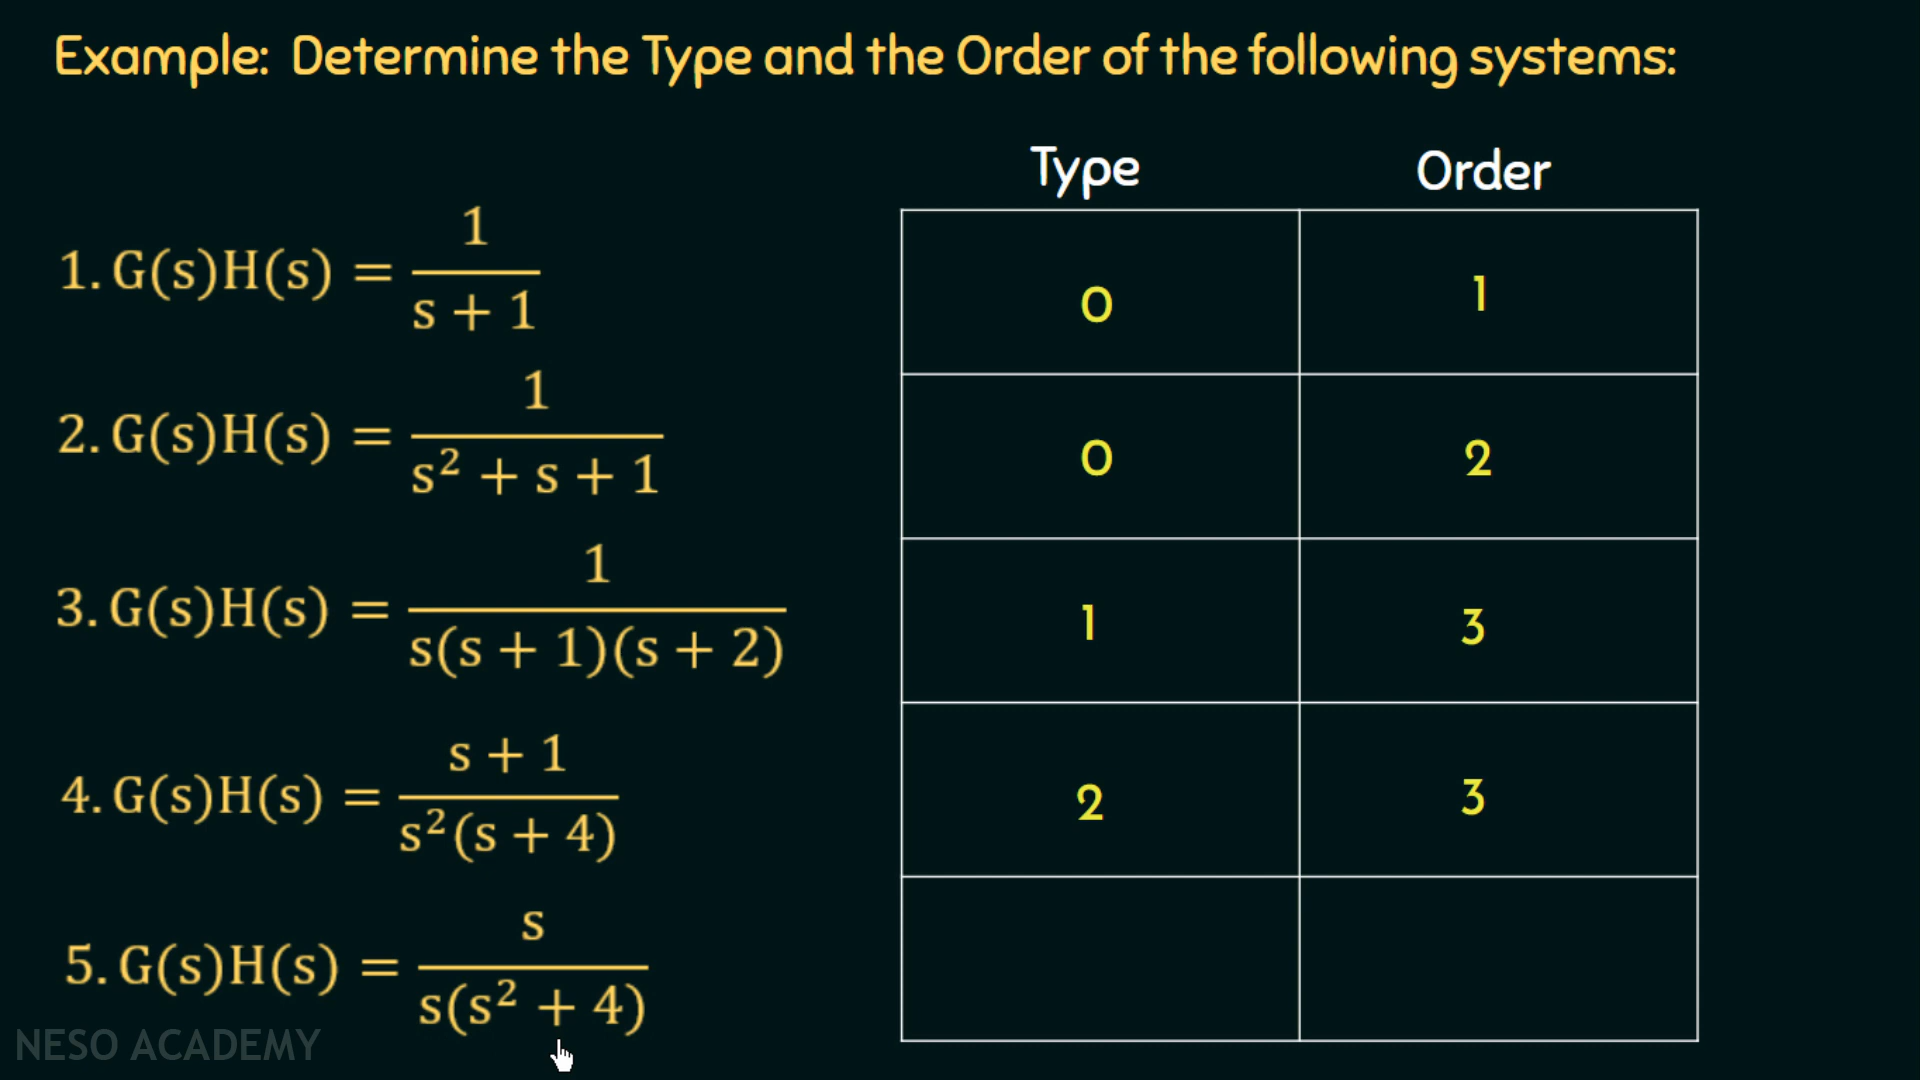 Example: Determine the Type and the Order of the following systems:
Type Order
1. G(s)H(s) = 1 / (s + 1)
0 1
2. G(s)H(s) = 1 / (s² + s + 1)
0 2
3. G(s)H(s) = 1 / (s(s + 1)(s + 2))
1 3
4. G(s)H(s) = (s + 1) / (s²(s + 4))
2 3
5. G(s)H(s) = s / (s(s² + 4))
NESO ACADEMY